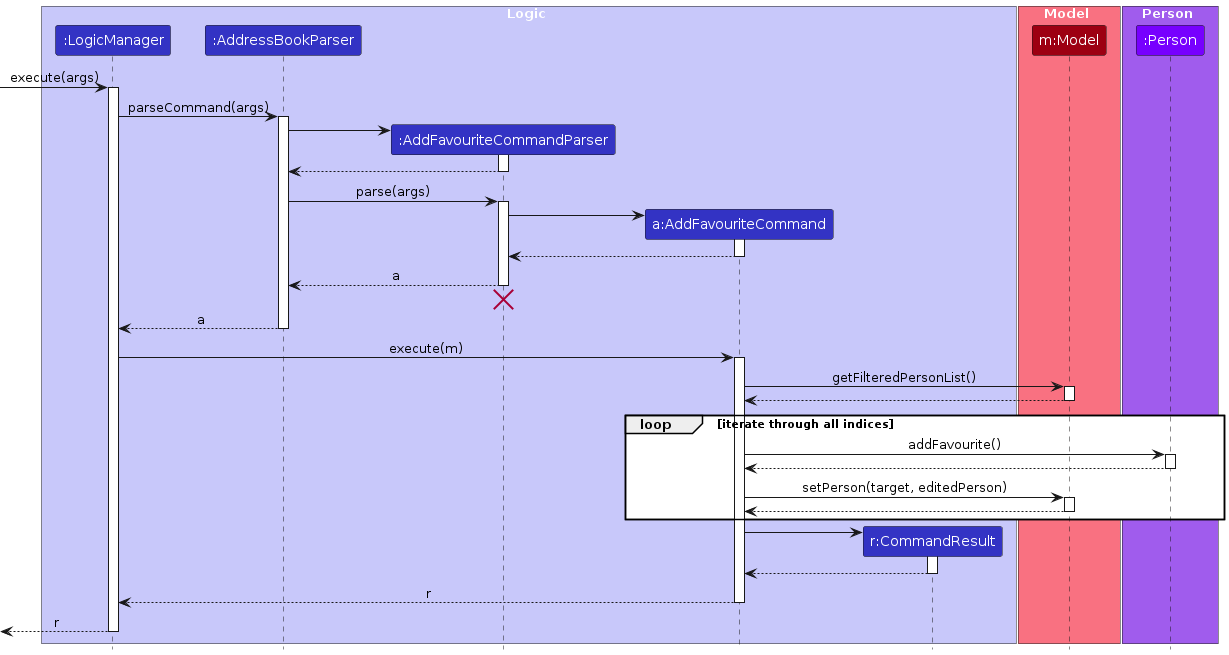 Logic
Model
Person
:LogicManager
:AddressBookParser
m:Model
:Person
execute(args)
parseCommand(args)
:AddFavouriteCommandParser
parse(args)
a:AddFavouriteCommand
a
a
execute(m)
getFilteredPersonList()
loop
[iterate through all indices]
addFavourite()
setPerson(target, editedPerson)
r:CommandResult
r
r